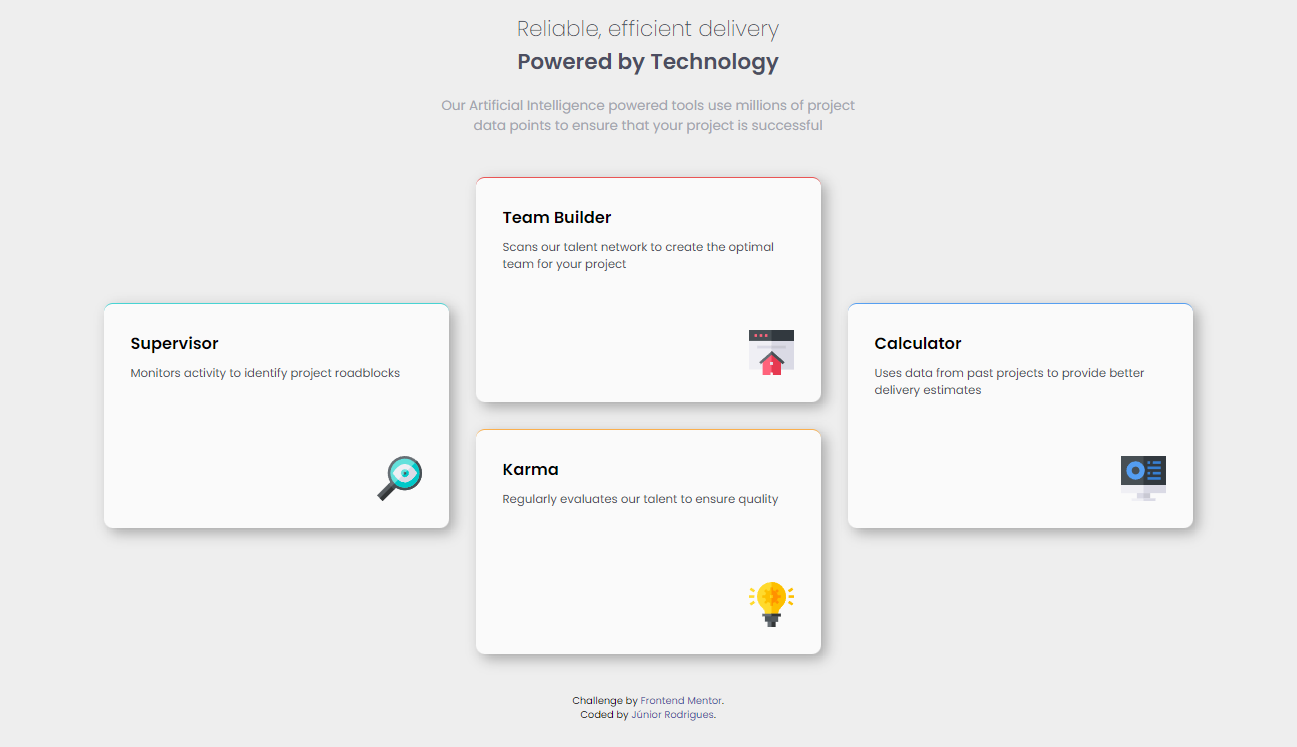 Reliable, efficient delivery
Powered by Technology
Our Artificial Intelligence powered tools use millions of project
data points to ensure that your project is successful
Supervisor
Monitors activity to identify project roadblocks
Team Builder
Scans our talent network to create the optimal
team for your project
Karma
Regularly evaluates our talent to ensure quality
Calculator
Uses data from past projects to provide better
delivery estimates
Challenge by Frontend Mentor.
Coded by Júnior Rodrigues.